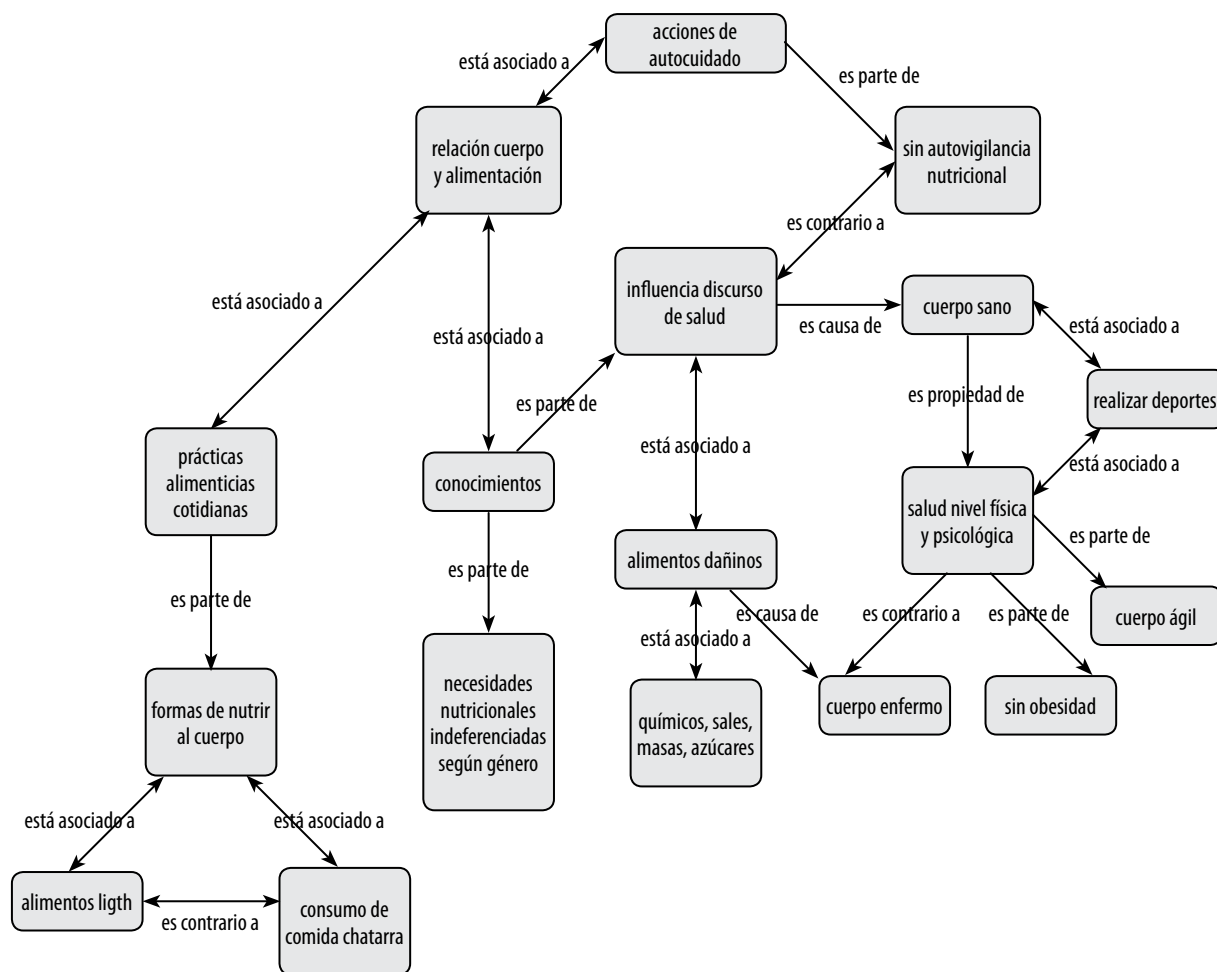 acciones de
autocuidado
está asociado a
es parte de
relación cuerpo
y alimentación
sin autovigilancia
nutricional
es contrario a
influencia discurso
de salud
es causa de
cuerpo sano
está asociado a
está asociado a
está asociado a
es parte de
es propiedad de
realizar deportes
prácticas
alimenticias
cotidianas
conocimientos
está asociado a
está asociado a
salud nivel física
y psicológica
alimentos dañinos
es parte de
es parte de
es parte de
es causa de
es contrario a
es parte de
cuerpo ágil
está asociado a
formas de nutrir
al cuerpo
necesidades
nutricionales
indeferenciadas
según género
químicos, sales,
masas, azúcares
cuerpo enfermo
sin obesidad
está asociado a
está asociado a
alimentos ligth
es contrario a
consumo de
comida chatarra